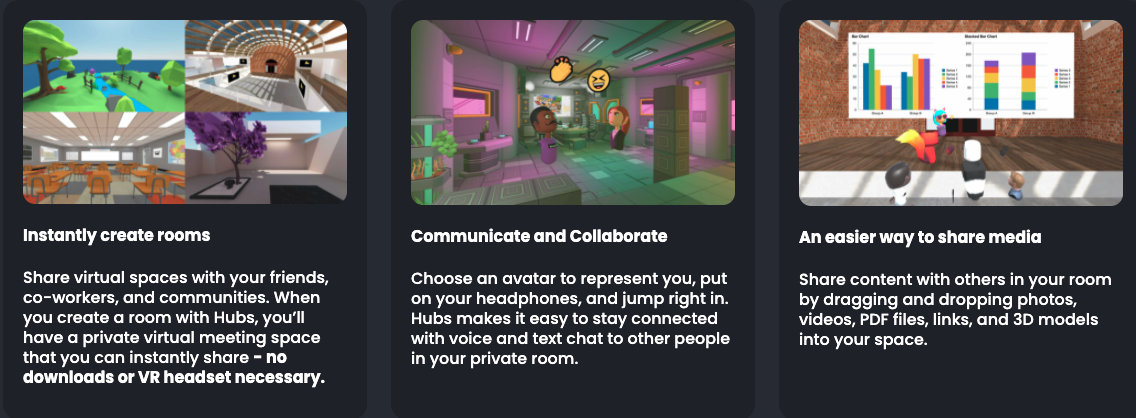 Instantly create rooms
Share virtual spaces with your friends,
co-workers, and communities. When
you create a room with Hubs, you'll
have a private virtual meeting space
that you can instantly share - no
downloads or VR headset necessary.
Communicate and Collaborate
Choose an avatar to represent you, put
on your headphones, and jump right in.
Hubs makes it easy to stay connected
with voice and text chat to other people
in your private room.
Bar Chart
Stacked Bar Chart
An easier way to share media
Share content with others in your room
by dragging and dropping photos,
videos, PDF files, links, and 3D models
into your space.